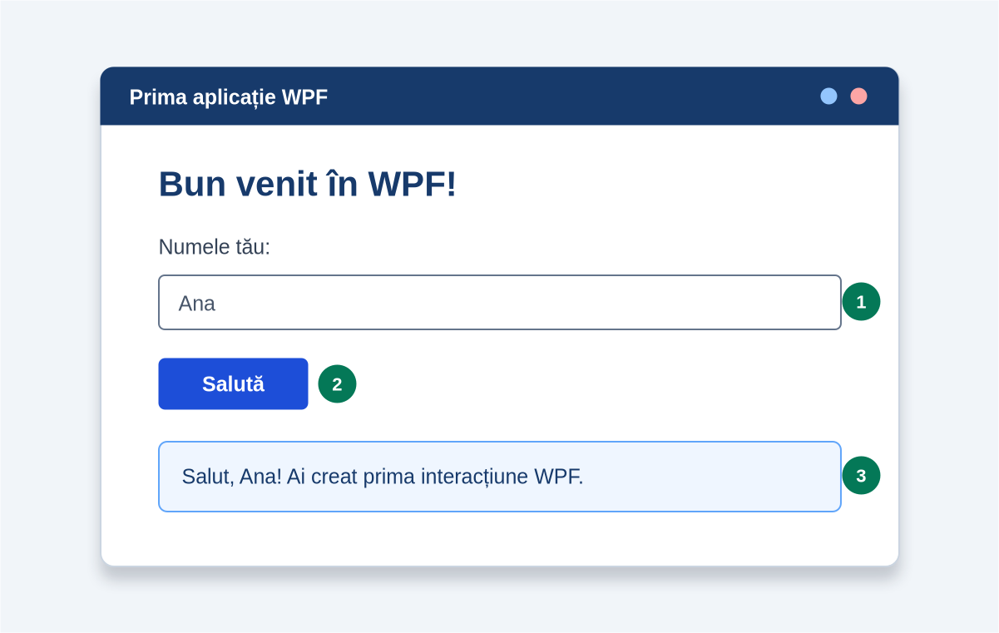 Prima aplicație WPF
Bun venit în WPF!
Numele tău:
Ana
1
Salută
2
Salut, Ana! Ai creat prima interacțiune WPF.
3